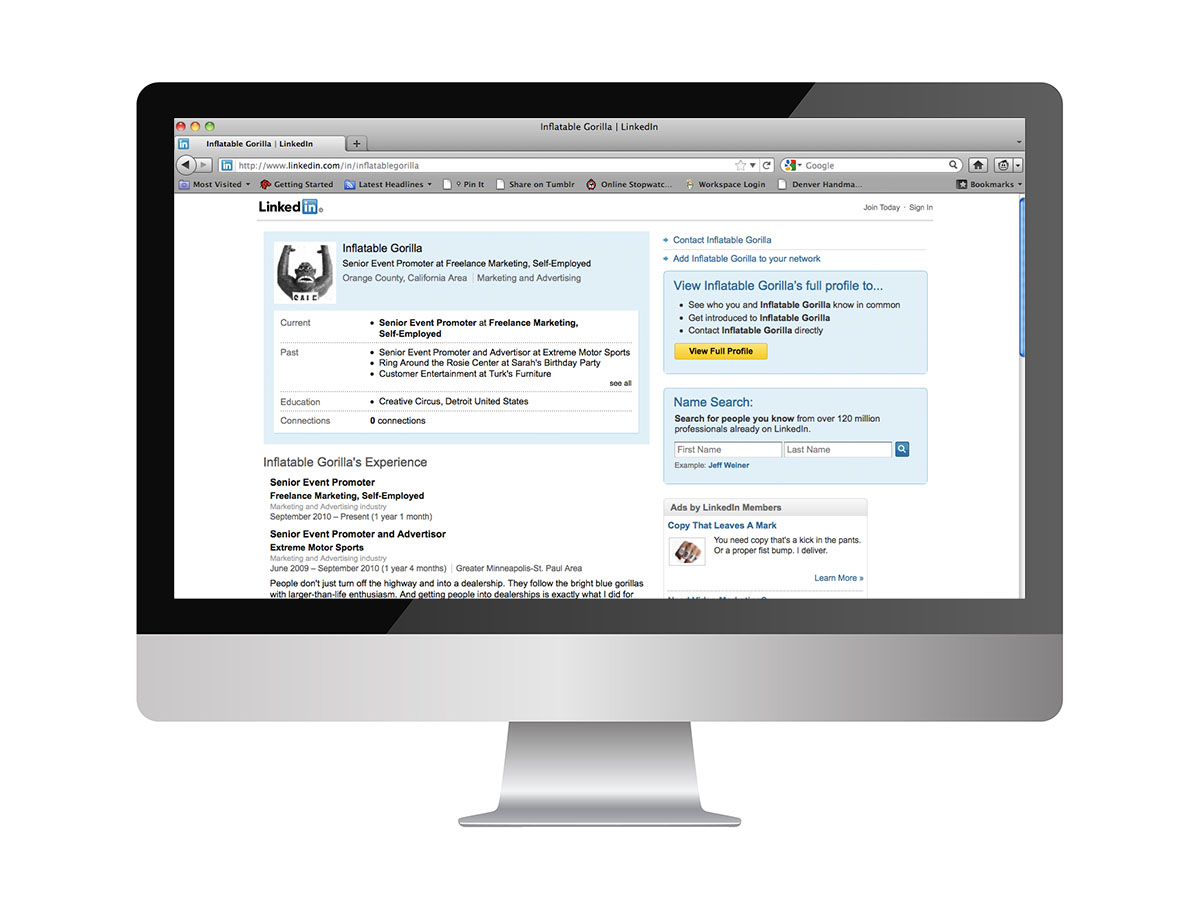 Inflatable Gorilla | LinkedIn
Inflatable Gorilla | LinkedIn
http://www.linkedin.com/in/inflatablegorilla
Google
Most Visited
Getting Started
Latest Headlines
Pin It
Share on Tumblr
Online Stopwatc...
Workspace Login
Denver Handma...
Bookmarks
Linked in
Join Today · Sign In
Inflatable Gorilla
Senior Event Promoter at Freelance Marketing, Self-Employed
Orange County, California Area | Marketing and Advertising
SALE
Current
• Senior Event Promoter at Freelance Marketing,
Self-Employed
Past
• Senior Event Promoter and Advertisor at Extreme Motor Sports
• Ring Around the Rosie Center at Sarah's Birthday Party
• Customer Entertainment at Turk's Furniture
see all
Education
• Creative Circus, Detroit United States
Connections
0 connections
Inflatable Gorilla's Experience
Senior Event Promoter
Freelance Marketing, Self-Employed
Marketing and Advertising industry
September 2010 – Present (1 year 1 month)
Senior Event Promoter and Advertisor
Extreme Motor Sports
Marketing and Advertising industry
June 2009 – September 2010 (1 year 4 months) | Greater Minneapolis-St. Paul Area
People don't just turn off the highway and into a dealership. They follow the bright blue gorillas
with larger-than-life enthusiasm. And getting people into dealerships is exactly what I did for
Contact Inflatable Gorilla
Add Inflatable Gorilla to your network
View Inflatable Gorilla's full profile to...
• See who you and Inflatable Gorilla know in common
• Get introduced to Inflatable Gorilla
• Contact Inflatable Gorilla directly
View Full Profile
Name Search:
Search for people you know from over 120 million
professionals already on LinkedIn.
First Name
Last Name
Example: Jeff Weiner
Ads by LinkedIn Members
Copy That Leaves A Mark
You need copy that's a kick in the pants.
Or a proper fist bump. I deliver.
Learn More »